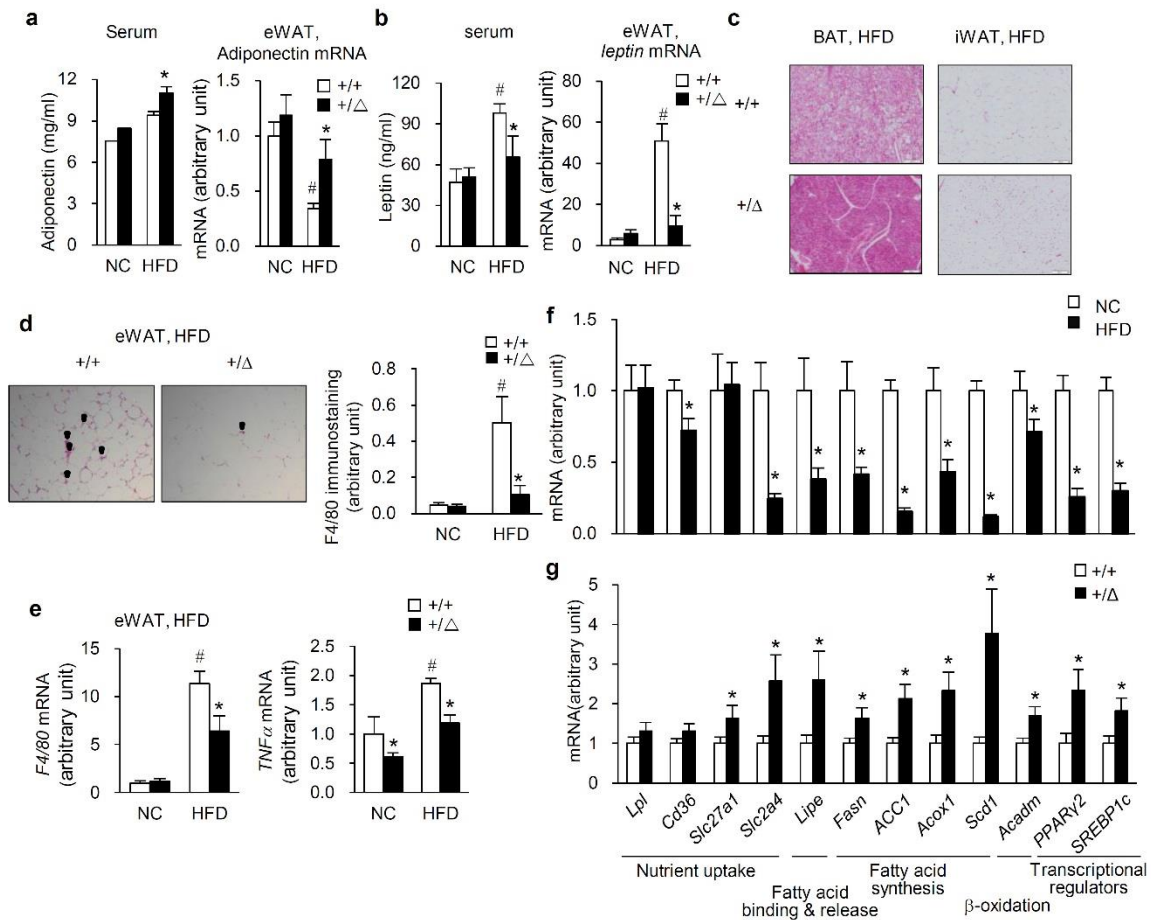 a
Serum
Adiponectin (mg/ml)
12
9
6
3
0
*
NC HFD
eWAT,
Adiponectin mRNA
mRNA (arbitrary unit)
1.5
1.0
0.5
0.0
+/+
+/△
#
*
NC HFD
b
serum
Leptin (ng/ml)
120
90
60
30
0
#
*
NC HFD
eWAT,
leptin mRNA
mRNA (arbitrary unit)
80
60
40
20
0
+/+
+/△
#
*
NC HFD
c
BAT, HFD iWAT, HFD
+/+
+/Δ
d
eWAT, HFD
+/+ +/Δ
F4/80 immunostaining
(arbitrary unit)
0.8
0.6
0.4
0.2
0.0
+/+
+/△
#
*
NC HFD
e
eWAT, HFD
F4/80 mRNA
(arbitrary unit)
15
10
5
0
#
*
NC HFD
TNFα mRNA
(arbitrary unit)
2.5
2.0
1.5
1.0
0.5
0.0
+/+
+/△
*
#
*
NC HFD
f
NC
HFD
mRNA (arbitrary unit)
1.5
1.0
0.5
0.0
* * * * * * * * * *
g
+/+
+/Δ
mRNA(arbitrary unit)
5
4
3
2
1
0
* * * * * * * * * *
Lpl Cd36 Slc27a1 Slc2a4 Lipe Fasn ACC1 Acox1 Scd1 Acadm PPARγ2 SREBP1c
Nutrient uptake
Fatty acid
binding & release
Fatty acid
synthesis
β-oxidation
Transcriptional
regulators